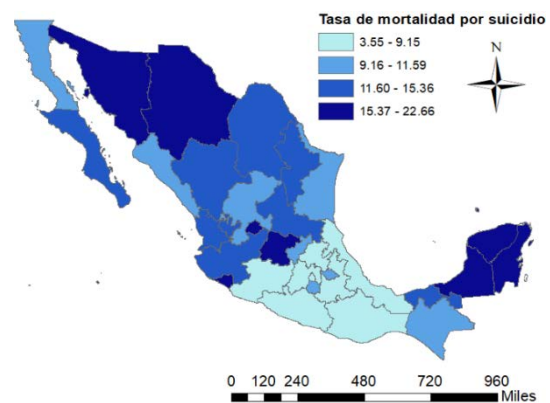 Tasa de mortalidad por suicidio
3.55 - 9.15
9.16 - 11.59
11.60 - 15.36
15.37 - 22.66
N
0 120 240 480 720 960
Miles